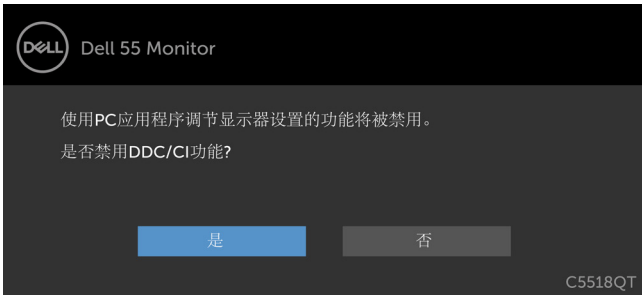 DELL
Dell 55 Monitor
使用PC应用程序调节显示器设置的功能将被禁用。
是否禁用DDC/CI功能?
是
否
C5518QT